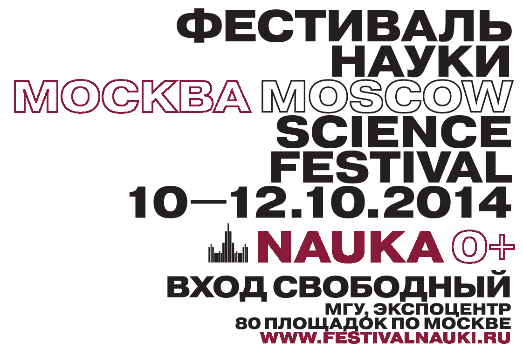 ФЕСТИВАЛЬ
НАУКИ
МОСКВА MOSCOW
SCIENCE
FESTIVAL
10—12.10.2014
NAUKA 0+
ВХОД СВОБОДНЫЙ
МГУ, ЭКСПОЦЕНТР
80 ПЛОЩАДОК ПО МОСКВЕ
WWW.FESTIVALNAUKI.RU